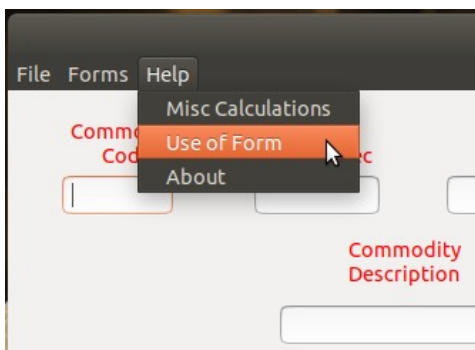 File Forms Help
Misc Calculations
Use of Form
About
Commodity
Description